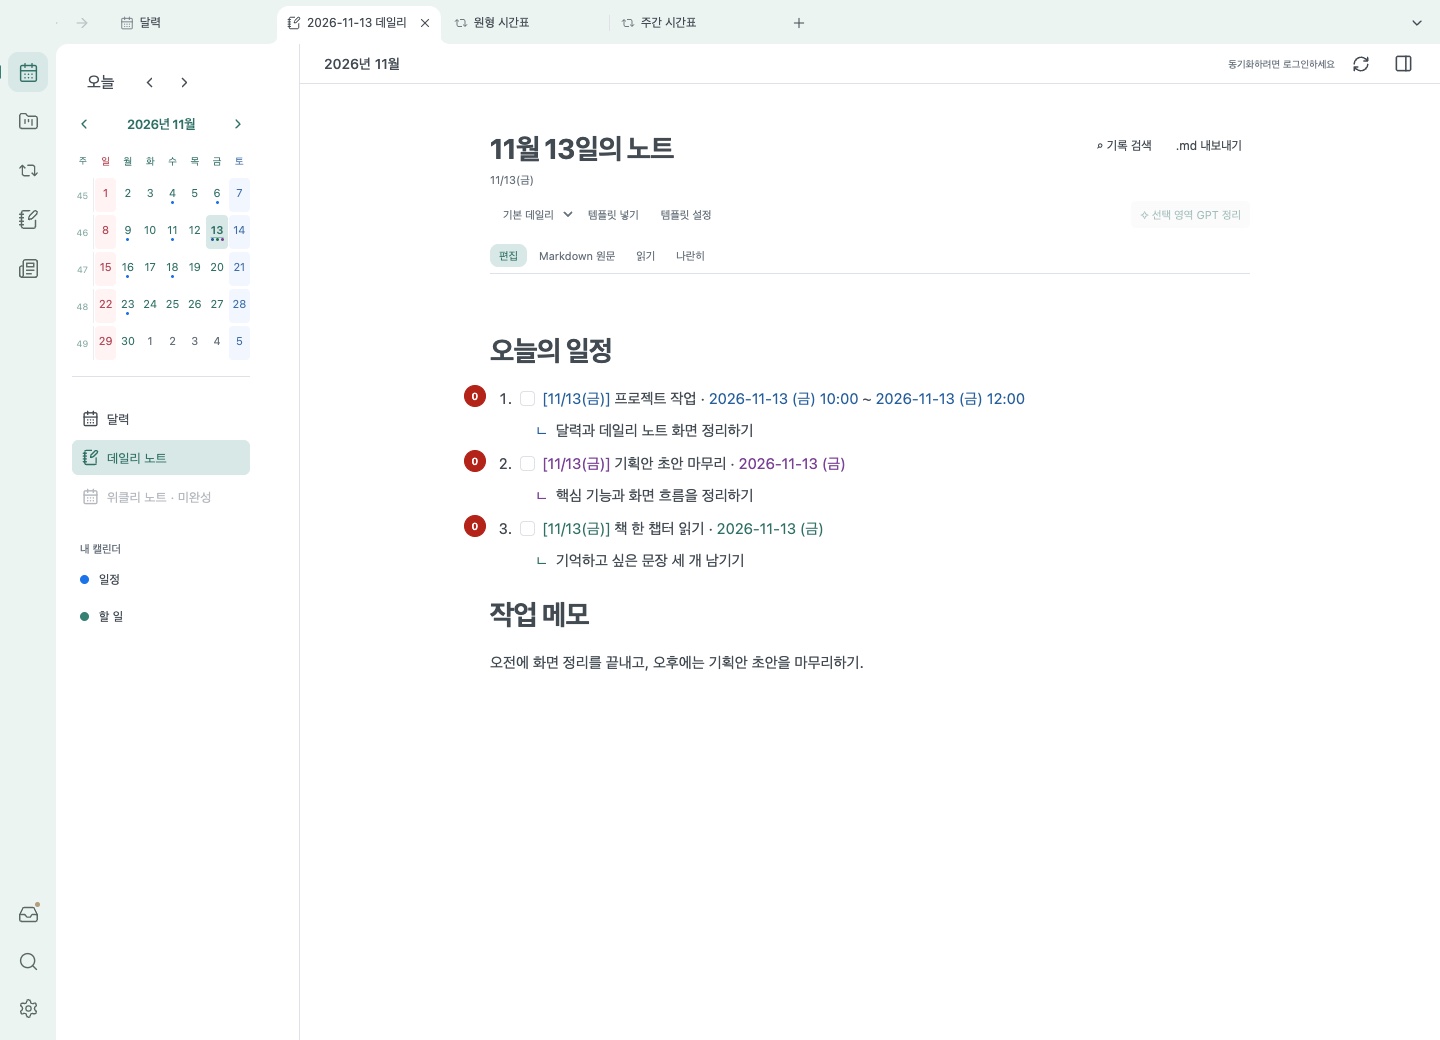 달력
2026-11-13 데일리
원형 시간표
주간 시간표
오늘
2026년 11월
주 일 월 화 수 목 금 토
45 1 2 3 4 5 6 7
46 8 9 10 11 12 13 14
47 15 16 17 18 19 20 21
48 22 23 24 25 26 27 28
49 29 30 1 2 3 4 5
달력
데일리 노트
위클리 노트 · 미완성
내 캘린더
일정
할 일
2026년 11월
동기화하려면 로그인하세요
11월 13일의 노트
기록 검색
.md 내보내기
11/13(금)
기본 데일리
템플릿 넣기
템플릿 설정
선택 영역 GPT 정리
편집
Markdown 원문
읽기
나란히
오늘의 일정
0 1. [11/13(금)] 프로젝트 작업 · 2026-11-13 (금) 10:00 ~ 2026-11-13 (금) 12:00
ㄴ 달력과 데일리 노트 화면 정리하기
0 2. [11/13(금)] 기획안 초안 마무리 · 2026-11-13 (금)
ㄴ 핵심 기능과 화면 흐름을 정리하기
0 3. [11/13(금)] 책 한 챕터 읽기 · 2026-11-13 (금)
ㄴ 기억하고 싶은 문장 세 개 남기기
작업 메모
오전에 화면 정리를 끝내고, 오후에는 기획안 초안을 마무리하기.